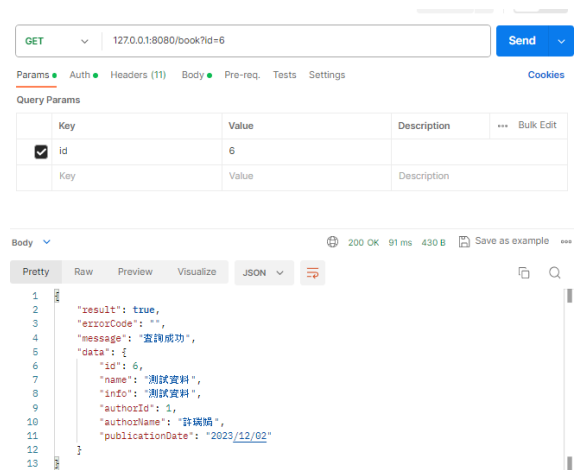 GET 127.0.0.1:8080/book?id=6 Send
Params Auth Headers (11) Body Pre-req. Tests Settings Cookies
Query Params
Key Value Description ••• Bulk Edit
id 6
Key Value Description
Body 200 OK 91 ms 430 B Save as example •••
Pretty Raw Preview Visualize JSON
1 {
2 "result": true,
3 "errorCode": "",
4 "message": "查詢成功",
5 "data": {
6 "id": 6,
7 "name": "測試資料",
8 "info": "測試資料",
9 "authorId": 1,
10 "authorName": "許瑞娟",
11 "publicationDate": "2023/12/02"
12 }
13 }